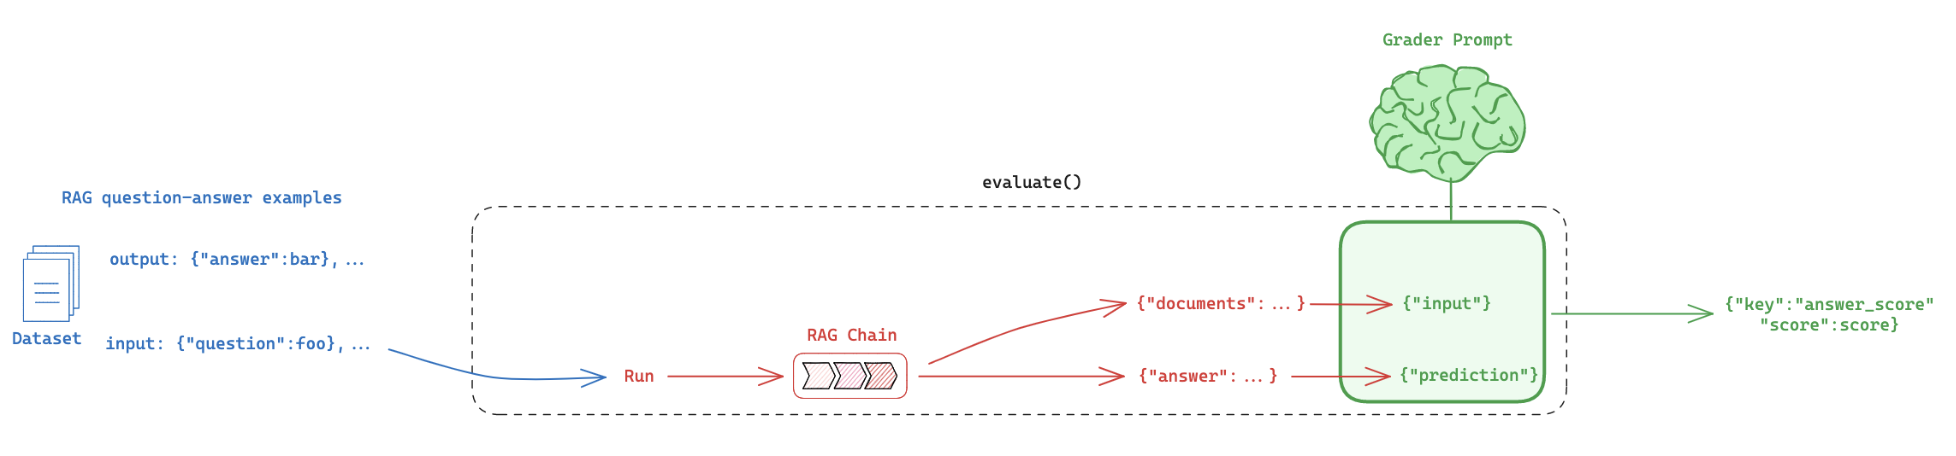 Grader Prompt
evaluate()
RAG question-answer examples
output: {"answer":bar}, ...
Dataset
input: {"question":foo}, ...
Run
RAG Chain
{"documents": ... }
{"answer": ... }
{"input"}
{"prediction"}
{"key":"answer_score"
"score":score}